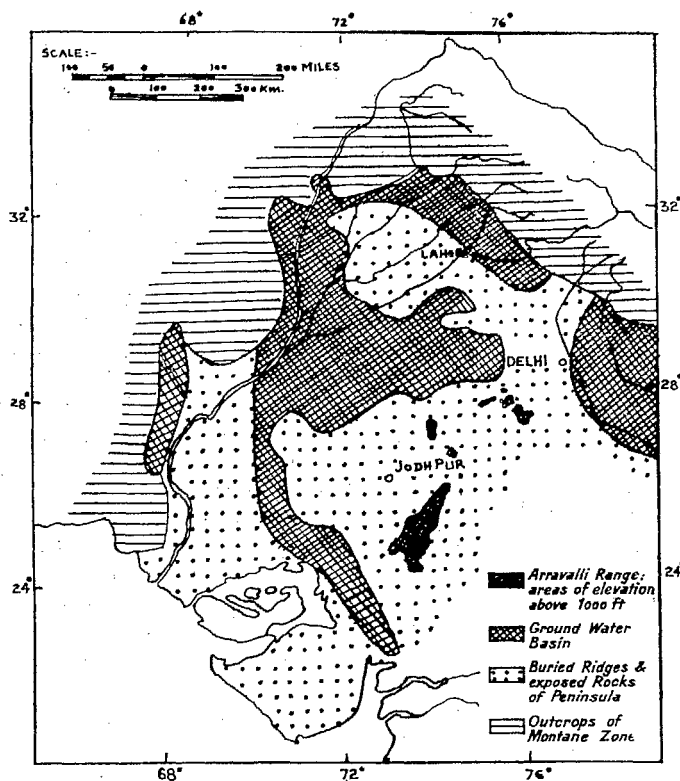 68° 72° 76°
SCALE:-
100 50 0 100 200 MILES
0 100 200 300 Km.
32° 32°
LAHORE
DELHI
28° 28°
JODHPUR
24° 24°
Arravalli Range;
areas of elevation
above 1000 ft
Ground Water
Basin
Buried Ridges &
exposed Rocks
of Peninsula
Outcrops of
Montane Zone
68° 72° 76°